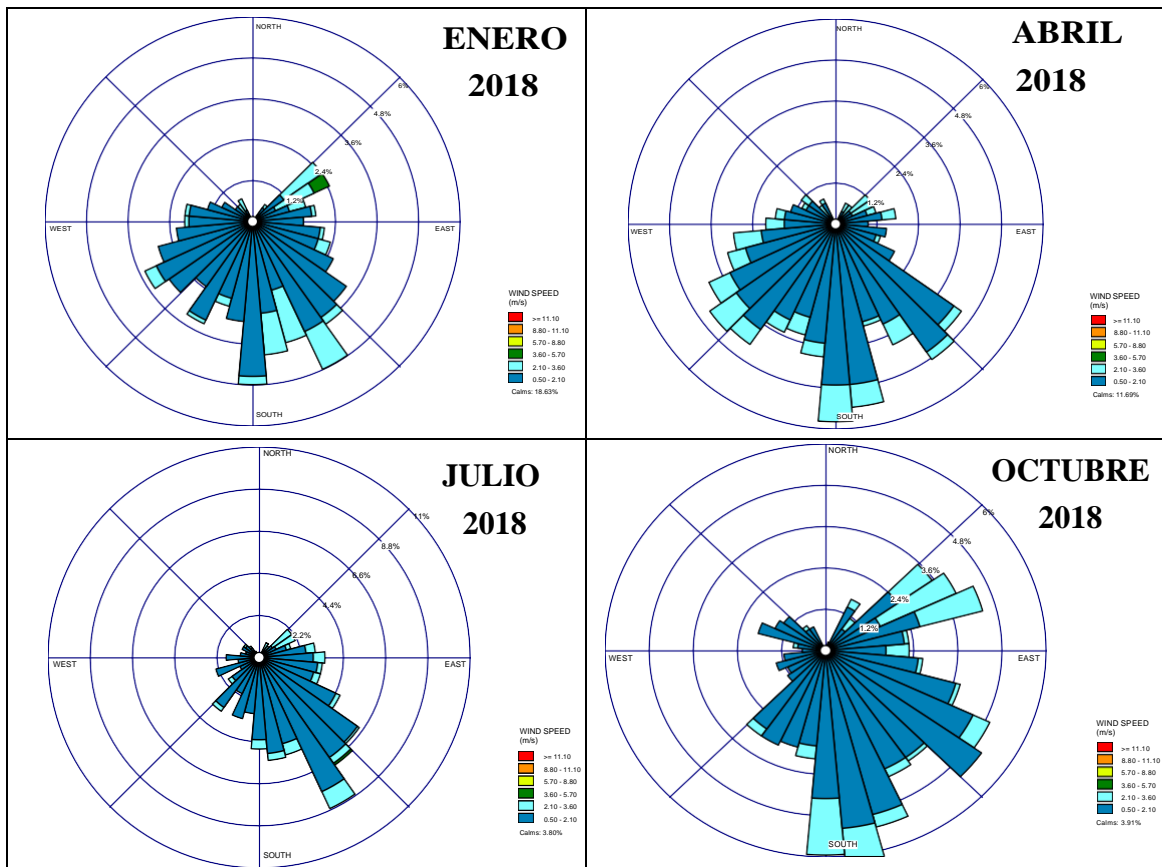 ENERO
2018
NORTH
6%
4.8%
3.6%
2.4%
1.2%
WEST
EAST
SOUTH
WIND SPEED
(m/s)
>= 11.10
8.80 - 11.10
5.70 - 8.80
3.60 - 5.70
2.10 - 3.60
0.50 - 2.10
Calms: 18.63%
ABRIL
2018
NORTH
6%
4.8%
3.6%
2.4%
1.2%
WEST
EAST
SOUTH
WIND SPEED
(m/s)
>= 11.10
8.80 - 11.10
5.70 - 8.80
3.60 - 5.70
2.10 - 3.60
0.50 - 2.10
Calms: 11.69%
JULIO
2018
NORTH
11%
8.8%
6.6%
4.4%
2.2%
WEST
EAST
SOUTH
WIND SPEED
(m/s)
>= 11.10
8.80 - 11.10
5.70 - 8.80
3.60 - 5.70
2.10 - 3.60
0.50 - 2.10
Calms: 3.80%
OCTUBRE
2018
NORTH
6%
4.8%
3.6%
2.4%
1.2%
WEST
EAST
SOUTH
WIND SPEED
(m/s)
>= 11.10
8.80 - 11.10
5.70 - 8.80
3.60 - 5.70
2.10 - 3.60
0.50 - 2.10
Calms: 3.91%